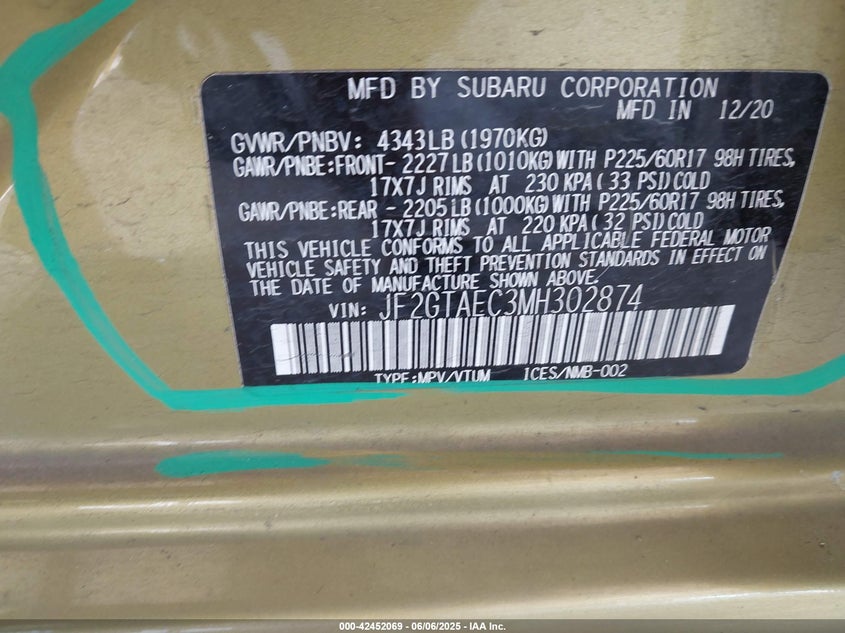 MFD BY SUBARU CORPORATION
MFD IN 12/20
GVWR/PNBV: 4343LB(1970KG)
GAWR/PNBE:FRONT-2227LB(1010KG)WITH P225/60R17 98H TIRES,
17X7J RIMS AT 230 KPA(33 PSI)COLD
GAWR/PNBE:REAR -2205LB(1000KG)WITH P225/60R17 98H TIRES,
17X7J RIMS AT 220 KPA(32 PSI)COLD
THIS VEHICLE CONFORMS TO ALL APPLICABLE FEDERAL MOTOR
VEHICLE SAFETY AND THEFT PREVENTION STANDARDS IN EFFECT ON
THE DATE OF MANUFACTURE SHOWN ABOVE.
VIN: JF2GTAEC3MH302874
TYPE:MPV/VTUM ICES/NMB-002
000-42452069 - 06/06/2025 - IAA Inc.